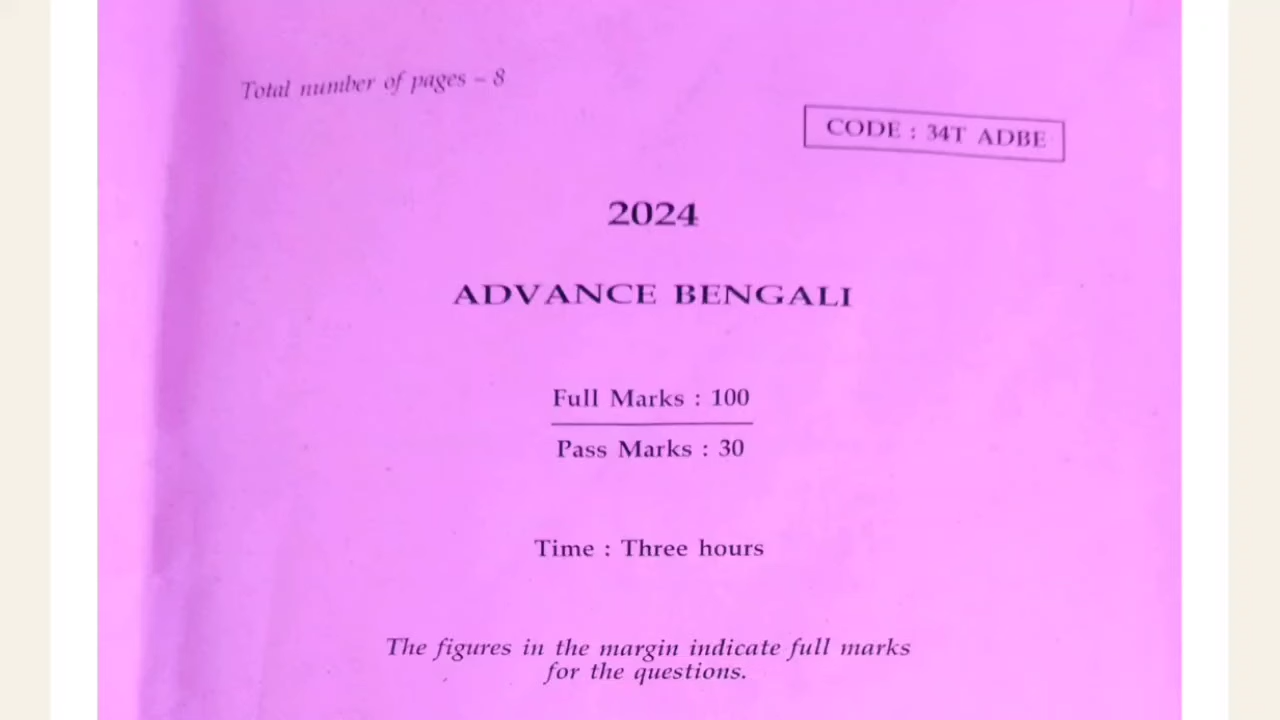 Total number of pages – 8
CODE : 34T ADBE
2024
ADVANCE BENGALI
Full Marks : 100
Pass Marks : 30
Time : Three hours
The figures in the margin indicate full marks
for the questions.